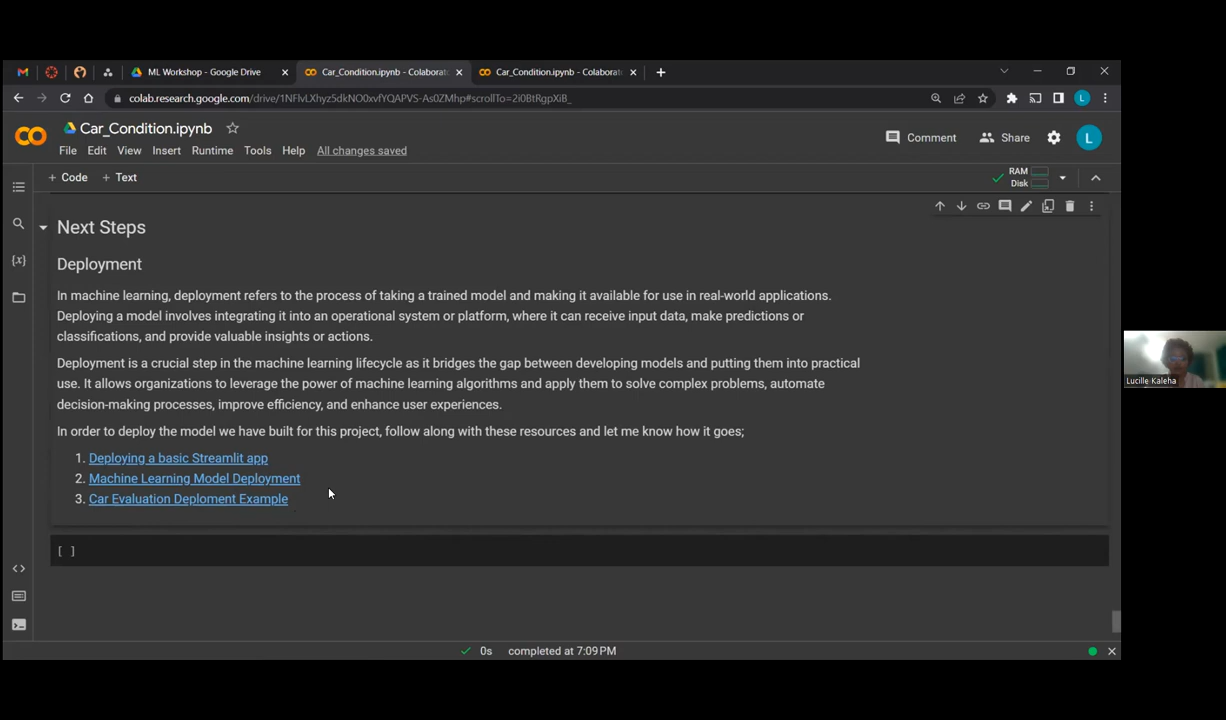 ML Workshop - Google Drive
Car_Condition.ipynb - Colaborat
Car_Condition.ipynb - Colaborat
colab.research.google.com/drive/1NFlvLXhyz5dkNO0xvfYQAPVS-As0ZMhp#scrollTo=2i0BtRgpXiB_
L
Car_Condition.ipynb
File Edit View Insert Runtime Tools Help All changes saved
Comment Share L
+ Code + Text
RAM
Disk
Next Steps
Deployment
In machine learning, deployment refers to the process of taking a trained model and making it available for use in real-world applications.
Deploying a model involves integrating it into an operational system or platform, where it can receive input data, make predictions or
classifications, and provide valuable insights or actions.
Deployment is a crucial step in the machine learning lifecycle as it bridges the gap between developing models and putting them into practical
use. It allows organizations to leverage the power of machine learning algorithms and apply them to solve complex problems, automate
decision-making processes, improve efficiency, and enhance user experiences.
In order to deploy the model we have built for this project, follow along with these resources and let me know how it goes;
1. Deploying a basic Streamlit app
2. Machine Learning Model Deployment
3. Car Evaluation Deploment Example
[ ]
Lucille Kaleha
0s completed at 7:09 PM